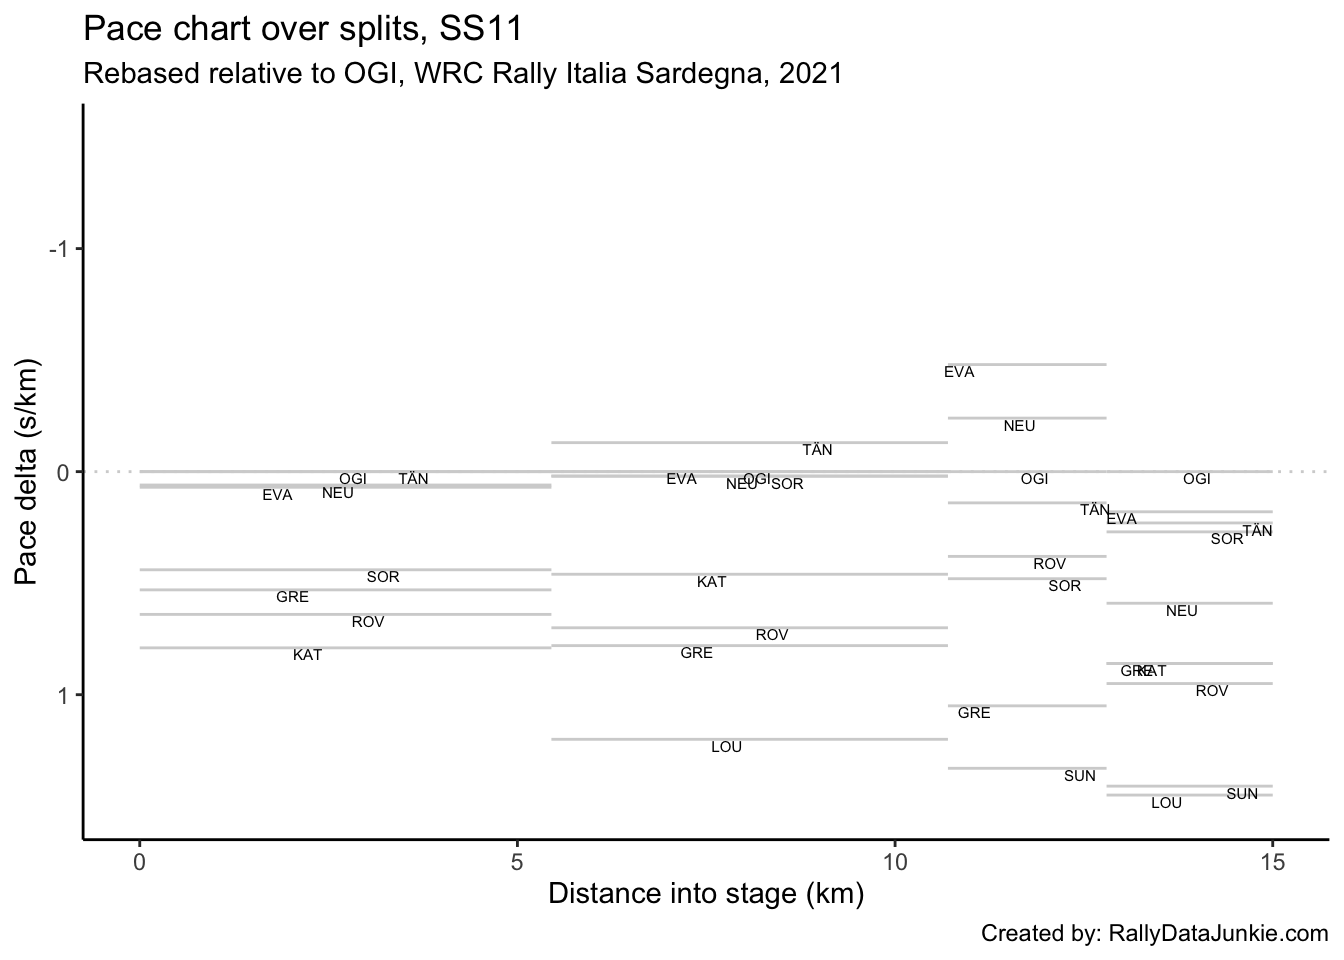 Pace chart over splits, SS11
Rebased relative to OGI, WRC Rally Italia Sardegna, 2021
Pace delta (s/km)
-1
0
1
EVA
NEU
TÄN
OGI TÄN EVA OGI SOR NEU OGI OGI
EVA NEU
TÄN EVA
TÄN
SOR
ROV
SOR KAT SOR
GRE NEU
ROV ROV
KAT GRE GRE KAT
ROV
GRE
LOU
SUN
SUN
LOU
0 5 10 15
Distance into stage (km)
Created by: RallyDataJunkie.com